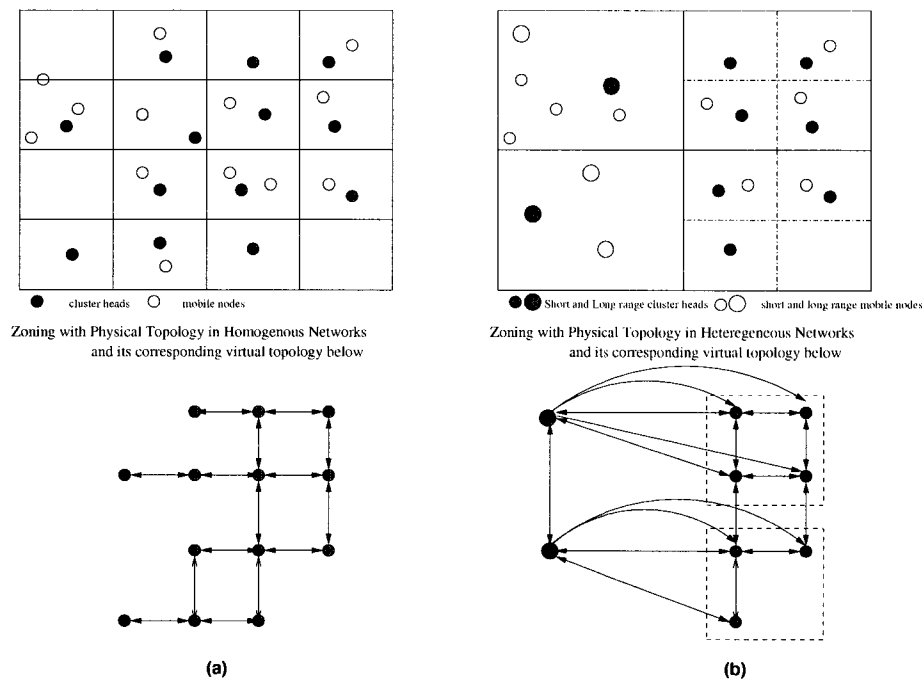 cluster heads mobile nodes
Zoning with Physical Topology in Homogenous Networks
and its corresponding virtual topology below
(a)
Short and Long range cluster heads short and long range mobile nodes
Zoning with Physical Topology in Heteregeneous Networks
and its corresponding virtual topology below
(b)